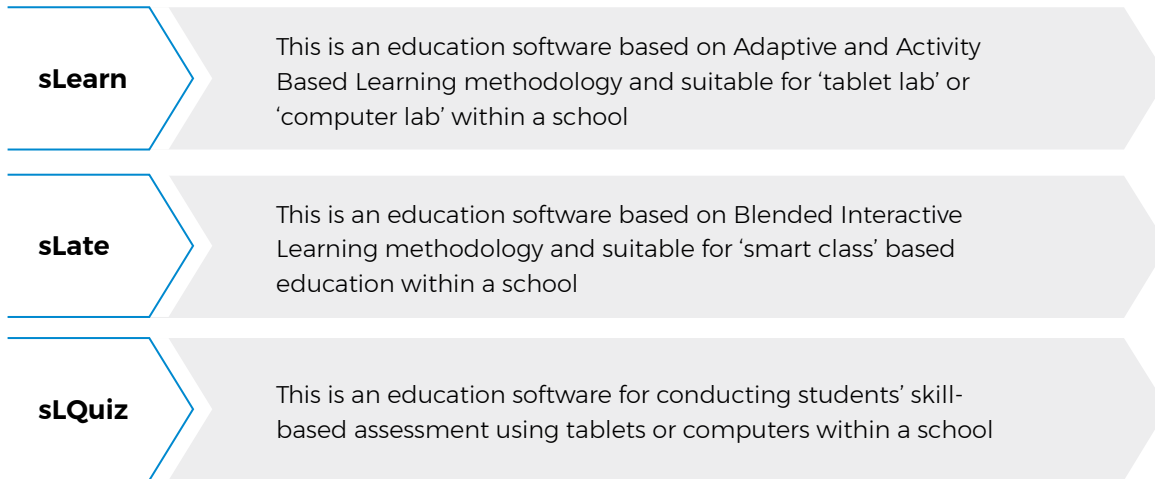 sLearn
This is an education software based on Adaptive and Activity
Based Learning methodology and suitable for ‘tablet lab’ or
‘computer lab’ within a school
sLate
This is an education software based on Blended Interactive
Learning methodology and suitable for ‘smart class’ based
education within a school
sLQuiz
This is an education software for conducting students’ skill-
based assessment using tablets or computers within a school